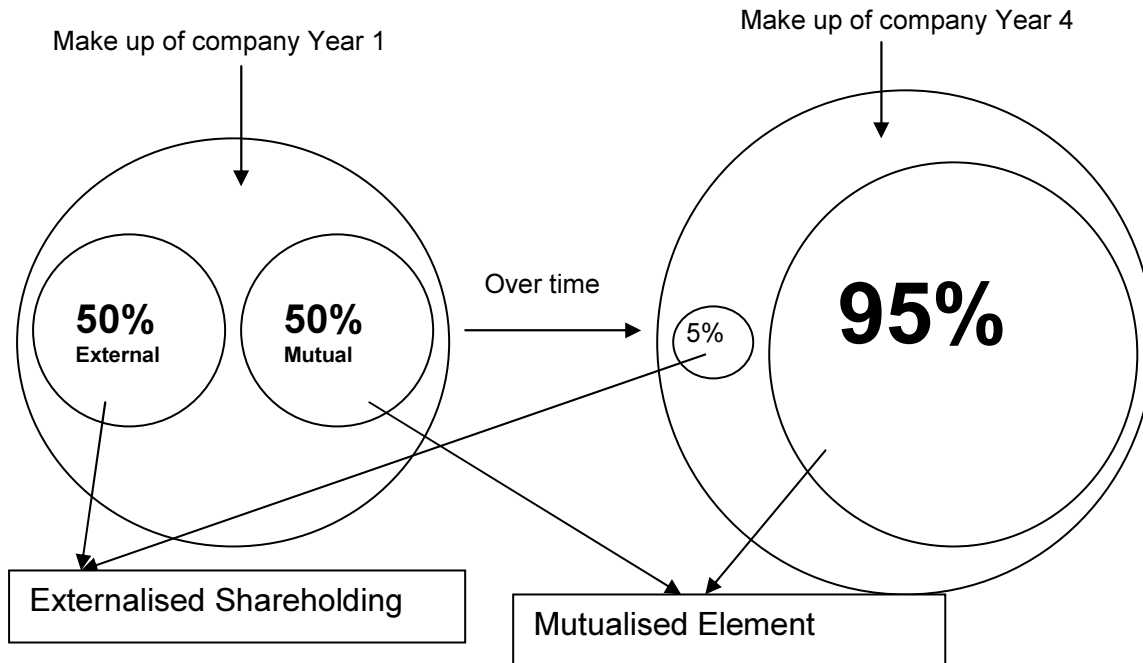 Make up of company Year 1
Make up of company Year 4
50%
External
50%
Mutual
Over time
5%
95%
Externalised Shareholding
Mutualised Element